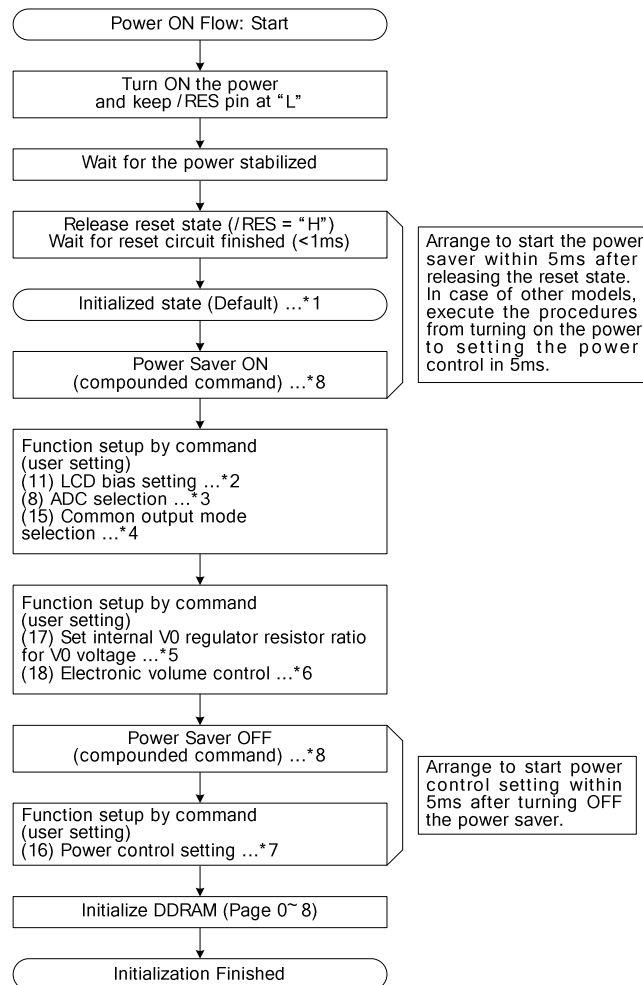 Power ON Flow: Start
Turn ON the power
and keep /RES pin at “L”
Wait for the power stabilized
Release reset state (/RES = “H”)
Wait for reset circuit finished (<1ms)
Initialized state (Default) …*1
Power Saver ON
(compounded command) …*8
Arrange to start the power
saver within 5ms after
releasing the reset state.
In case of other models,
execute the procedures
from turning on the power
to setting the power
control in 5ms.
Function setup by command
(user setting)
(11) LCD bias setting …*2
(8) ADC selection …*3
(15) Common output mode
selection …*4
Function setup by command
(user setting)
(17) Set internal V0 regulator resistor ratio
for V0 voltage …*5
(18) Electronic volume control …*6
Power Saver OFF
(compounded command) …*8
Function setup by command
(user setting)
(16) Power control setting …*7
Arrange to start power
control setting within
5ms after turning OFF
the power saver.
Initialize DDRAM (Page 0~8)
Initialization Finished